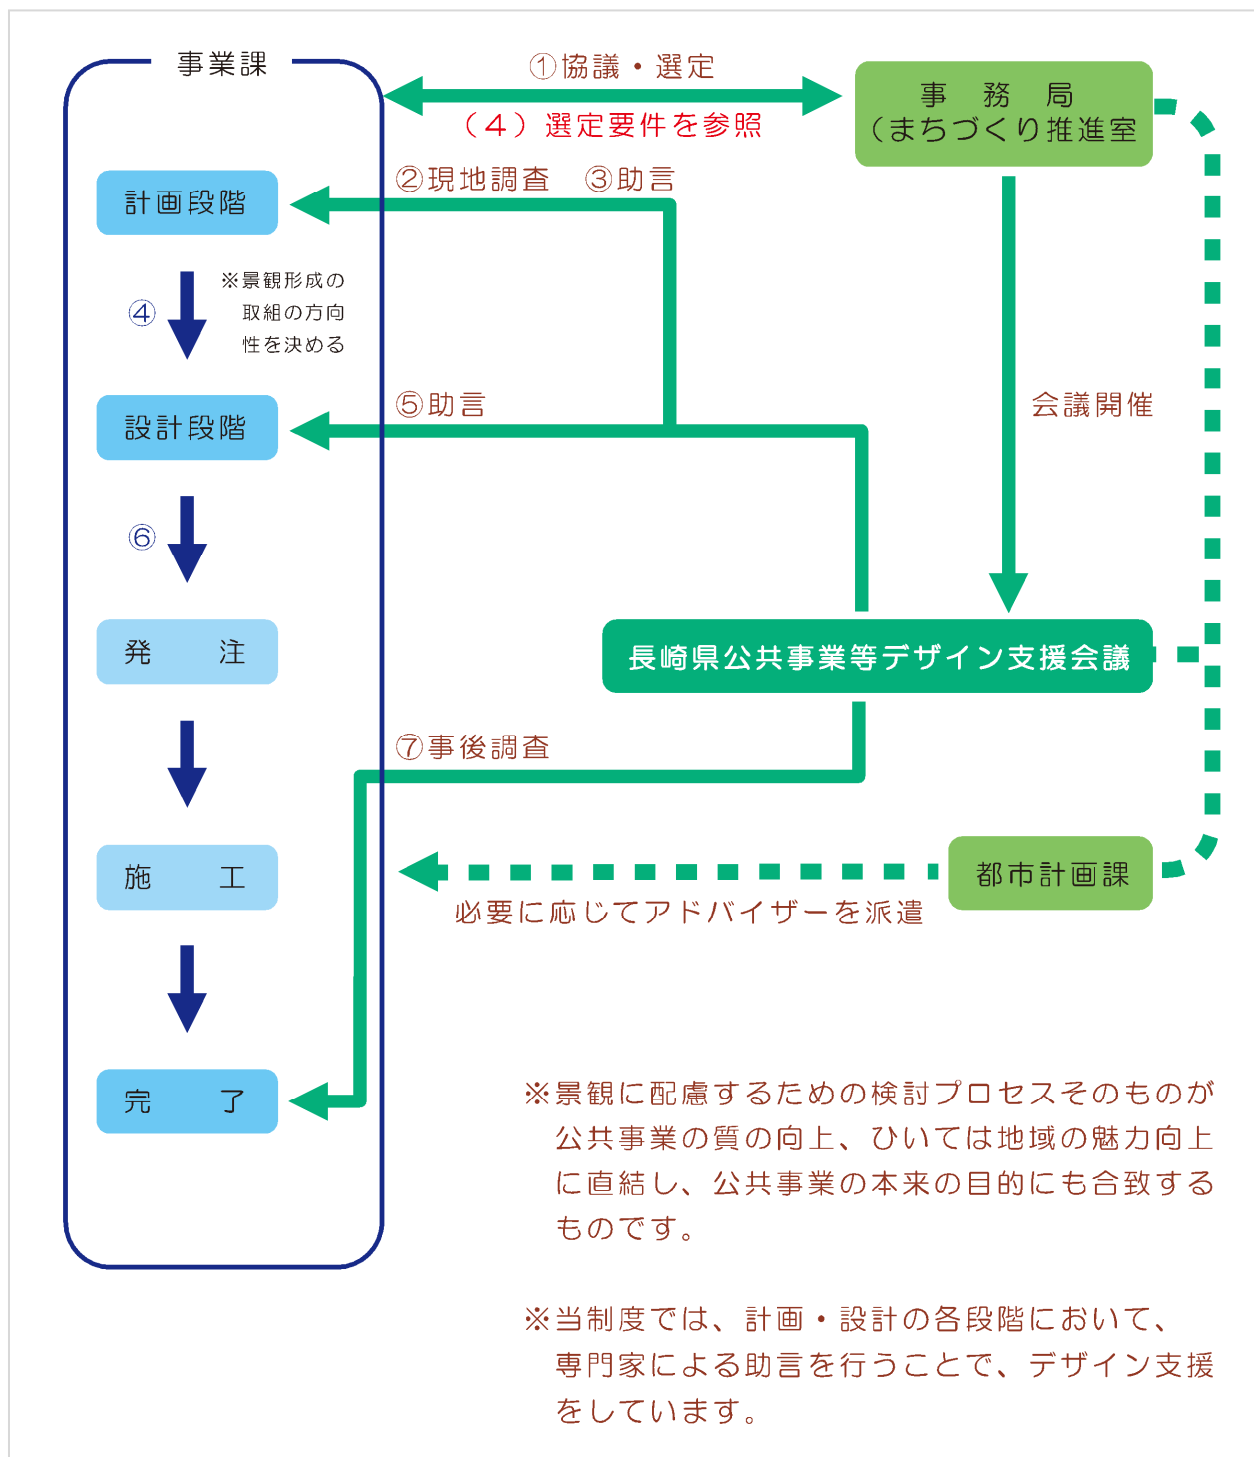 事業課
①協議・選定
（４）選定要件を参照
事　務　局
（まちづくり推進室
②現地調査　③助言
計画段階
④
※景観形成の
取組の方向
性を決める
⑤助言
設計段階
会議開催
⑥
発　注
長崎県公共事業等デザイン支援会議
⑦事後調査
施　工
都市計画課
必要に応じてアドバイザーを派遣
完　了
※景観に配慮するための検討プロセスそのものが
公共事業の質の向上、ひいては地域の魅力向上
に直結し、公共事業の本来の目的にも合致する
ものです。
※当制度では、計画・設計の各段階において、
専門家による助言を行うことで、デザイン支援
をしています。